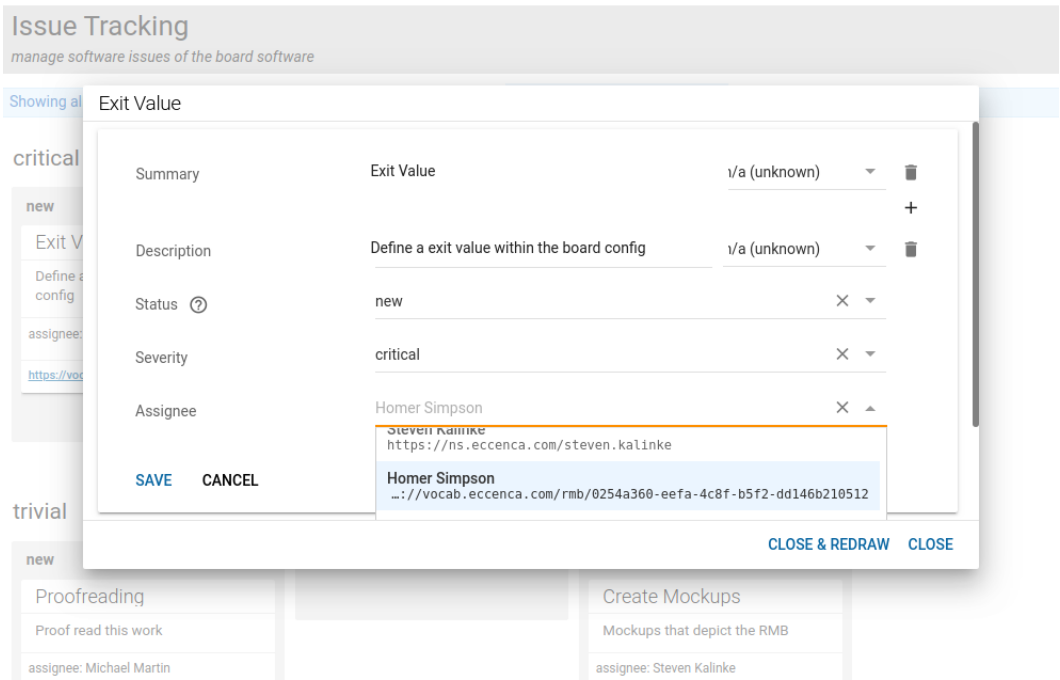 Issue Tracking
manage software issues of the board software
Showing al
Exit Value
critical
new
Exit V
Define a
config
assignee:
https://voc
Summary
Exit Value
n/a (unknown)
+
Description
Define a exit value within the board config
n/a (unknown)
Status ?
new
Severity
critical
Assignee
Homer Simpson
Steven Kalinke
https://ns.eccenca.com/steven.kalinke
Homer Simpson
…://vocab.eccenca.com/rmb/0254a360-eefa-4c8f-b5f2-dd146b210512
SAVE CANCEL
CLOSE & REDRAW CLOSE
trivial
new
Proofreading
Proof read this work
assignee: Michael Martin
Create Mockups
Mockups that depict the RMB
assignee: Steven Kalinke